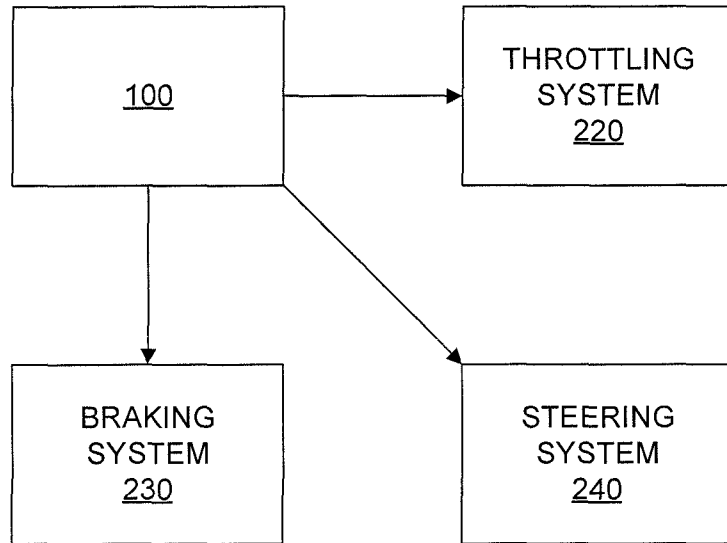 100
THROTTLING
SYSTEM
220
BRAKING
SYSTEM
230
STEERING
SYSTEM
240